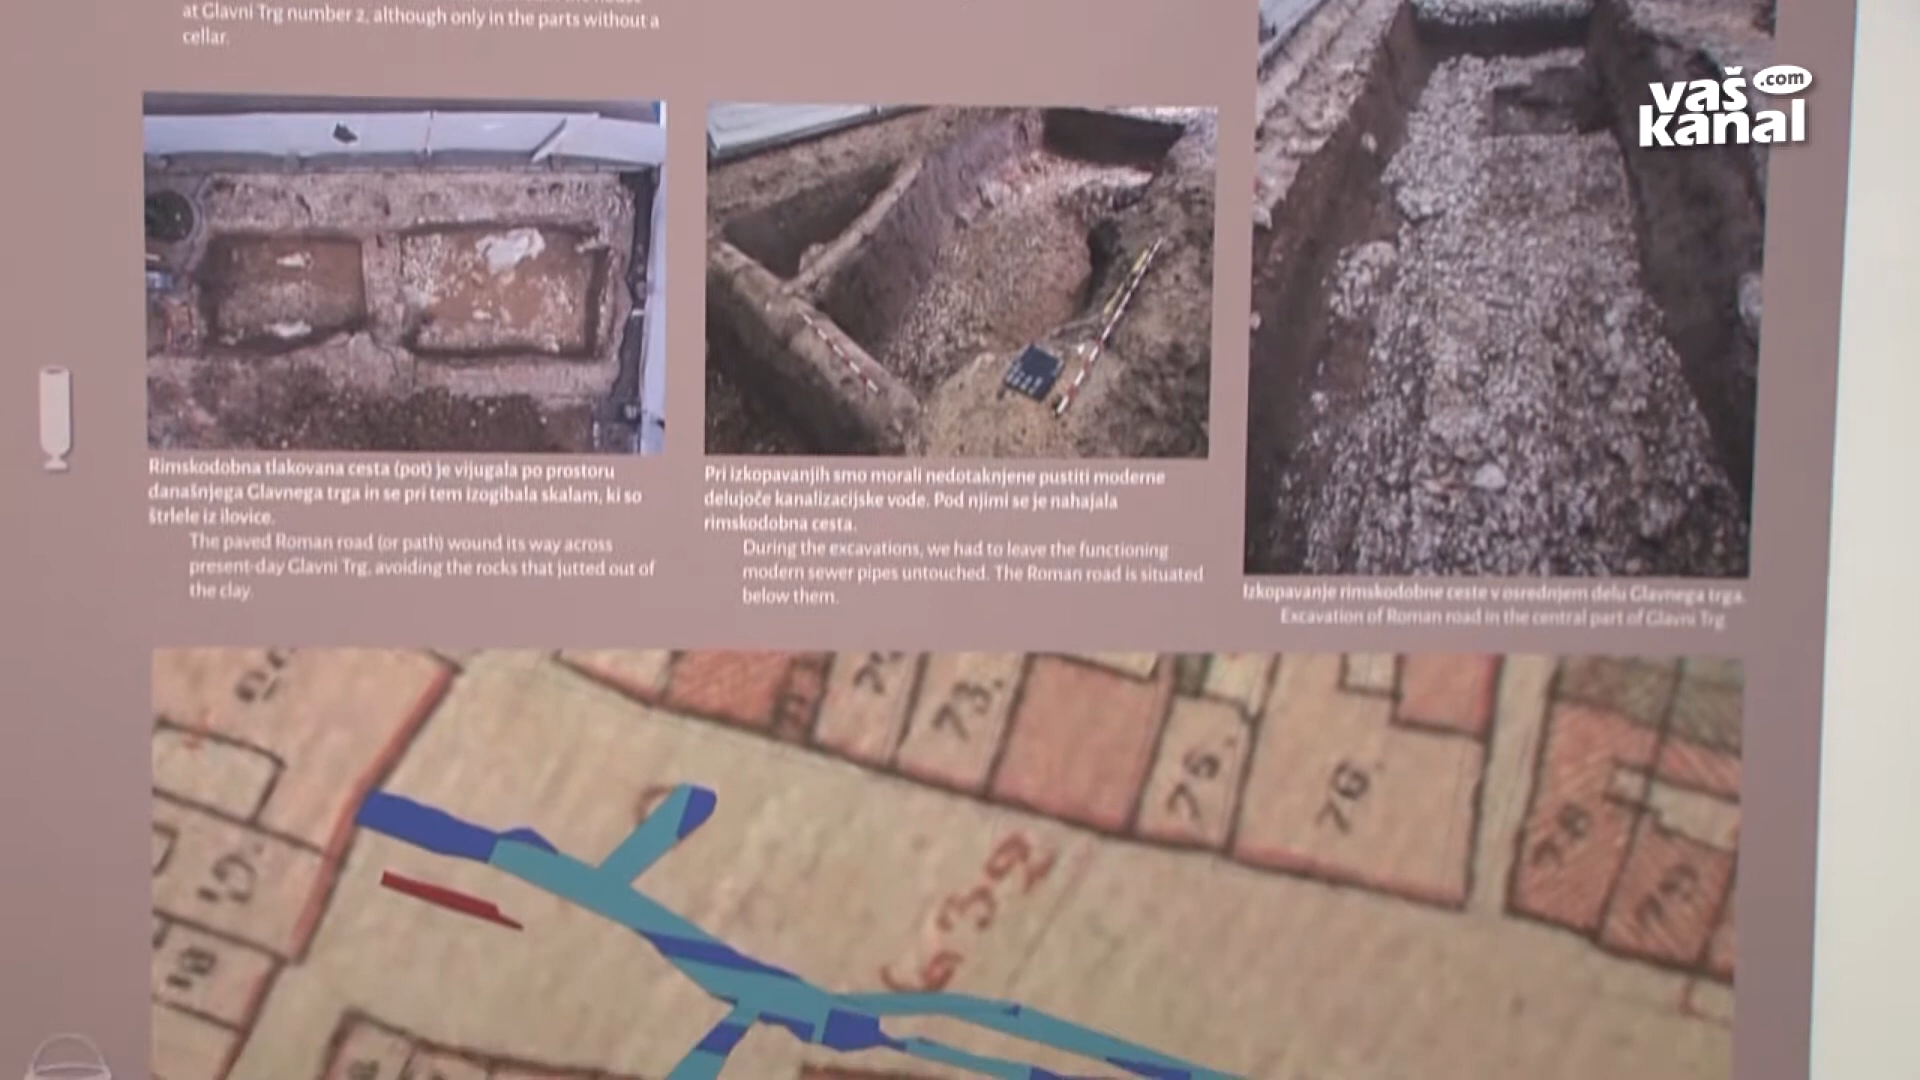 at Glavni Trg number 2, although only in the parts without a
cellar.
vaš
.com
kanal
Rimskodobna tlakovana cesta (pot) je vijugala po prostoru
današnjega Glavnega trga in se pri tem izogibala skalam, ki so
štrlele iz ilovice.
The paved Roman road (or path) wound its way across
present-day Glavni Trg, avoiding the rocks that jutted out of
the clay.
Pri izkopavanjih smo morali nedotaknjene pustiti moderne
delujoče kanalizacijske vode. Pod njimi se je nahajala
rimskodobna cesta.
During the excavations, we had to leave the functioning
modern sewer pipes untouched. The Roman road is situated
below them.
Izkopavanje rimskodobne ceste v osrednjem delu Glavnega trga.
Excavation of Roman road in the central part of Glavni Trg
73.
75.
76.
639
18